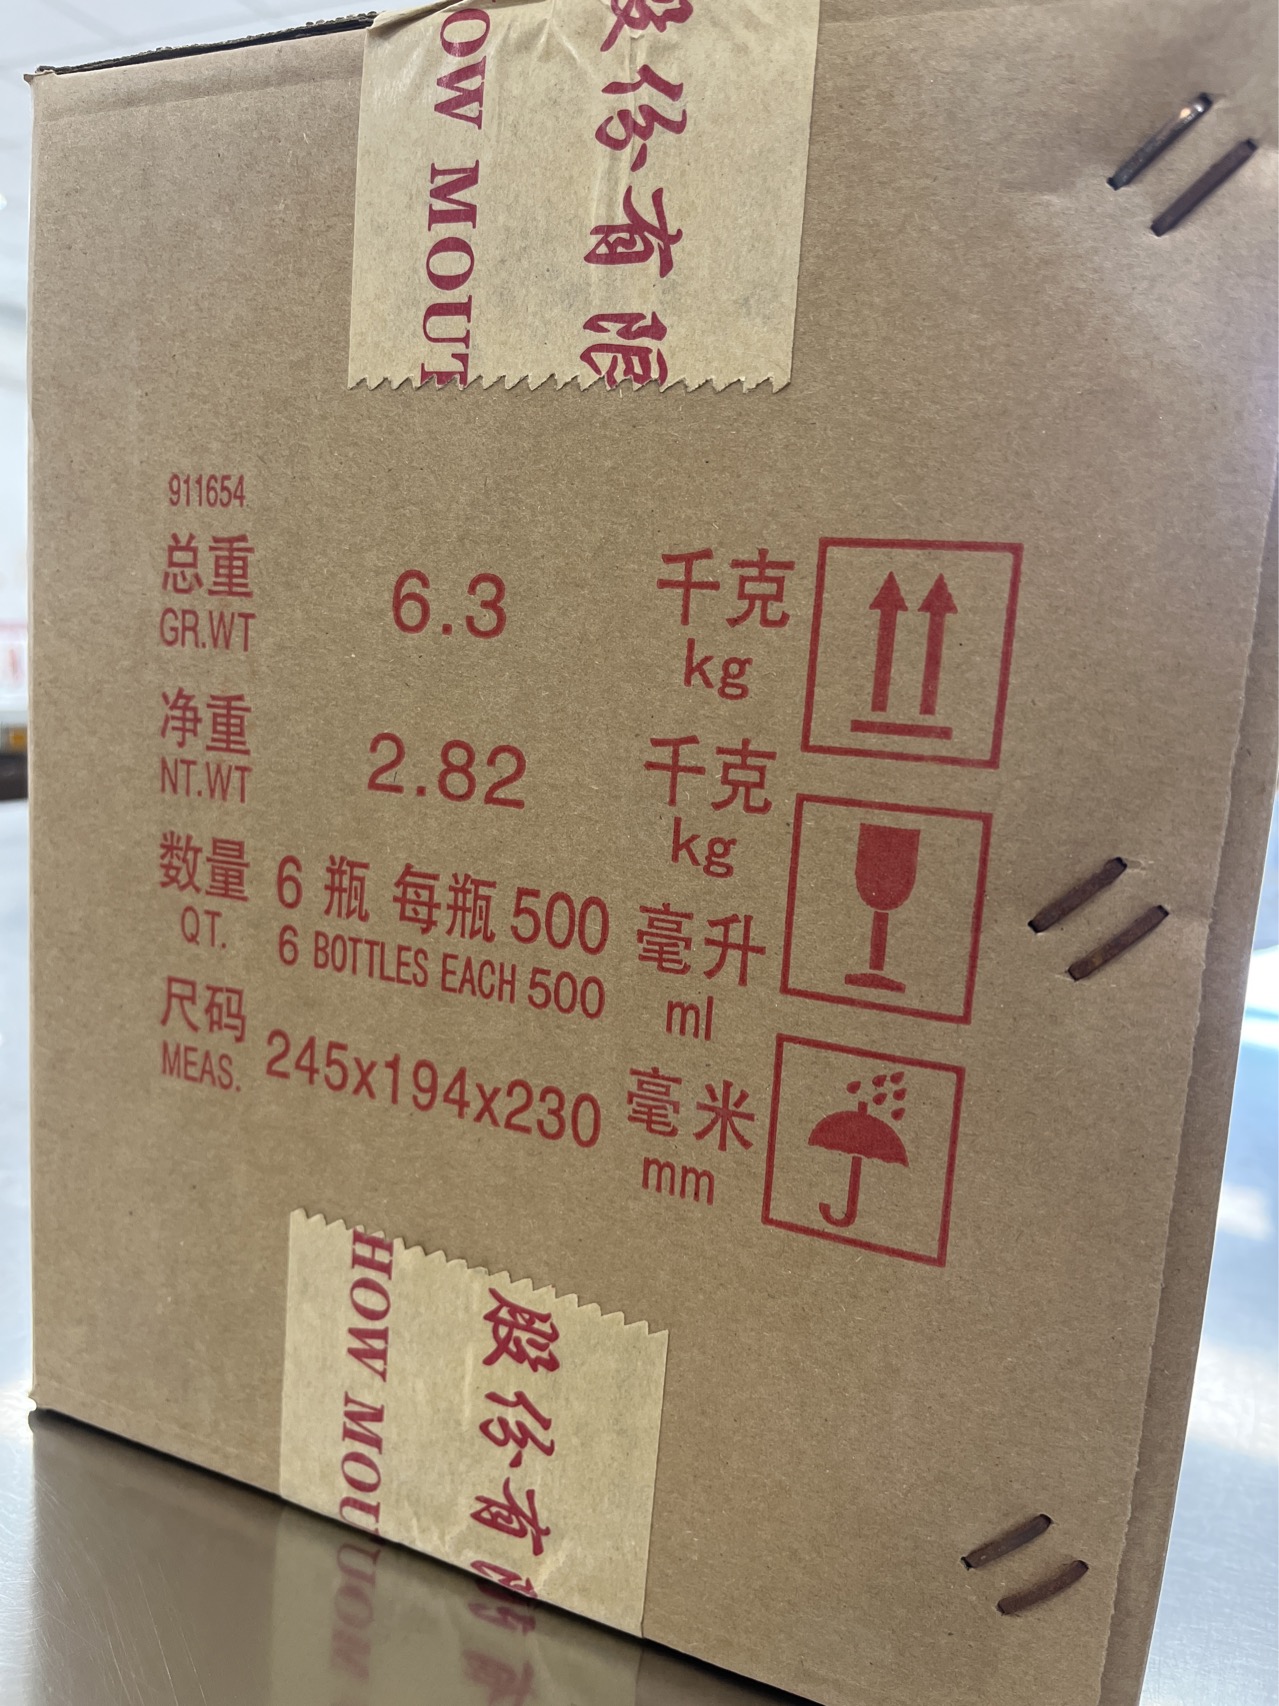 股份有限
OW MOUT
911654
总重 6.3 千克
GR.WT kg
净重 2.82 千克
NT.WT kg
数量 6 瓶 每瓶 500 毫升
QT. 6 BOTTLES EACH 500 ml
尺码 245x194x230 毫米
MEAS. mm
股份有
HOW MOU